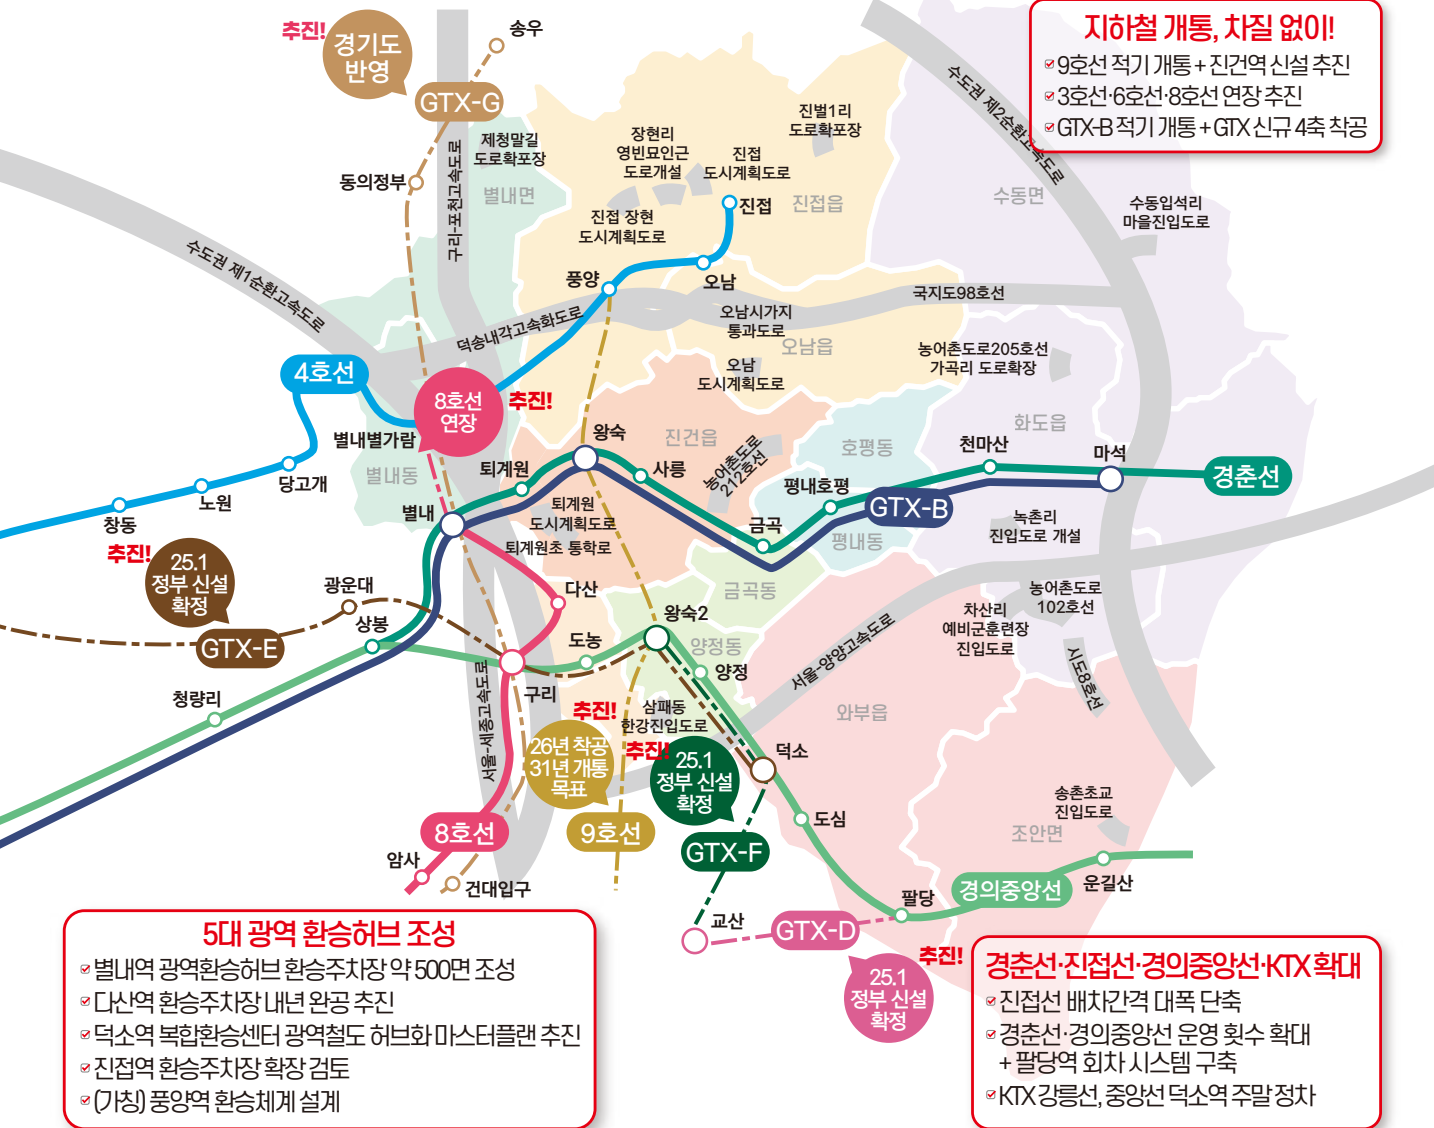 지하철 개통, 차질 없이!
9호선 적기 개통 + 진건역 신설 추진
3호선·6호선·8호선 연장 추진
GTX-B 적기 개통 + GTX 신규 4축 착공
추진!
경기도
반영
GTX-G
송우
동의정부
구리-포천고속도로
제청말길
도로확포장
별내면
장현리
영빈묘인근
도로개설
진접
도시계획도로
진벌1리
도로확포장
진접 장현
도시계획도로
진접
진접읍
수도권 제2순환고속도로
수동면
수동입석리
마을진입도로
수도권 제1순환고속도로
풍양
오남
국지도98호선
덕송내각고속화도로
오남시가지
통과도로
오남읍
오남
도시계획도로
농어촌도로205호선
가곡리 도로확장
4호선
8호선
연장
추진!
별내별가람
별내동
당고개
노원
창동
왕숙
진건읍
퇴계원
사릉
농어촌도로
212호선
호평동
화도읍
천마산
마석
경춘선
평내호평
GTX-B
별내
퇴계원
도시계획도로
퇴계원초 통학로
금곡
평내동
녹촌리
진입도로 개설
추진!
25.1
정부 신설
확정
GTX-E
광운대
상봉
다산
금곡동
농어촌도로
102호선
차산리
예비군훈련장
진입도로
왕숙2
도농
양정동
양정
서울-양양고속도로
시도8호선
청량리
구리
서울-세종고속도로
삼패동
한강진입도로
와부읍
추진!
26년 착공
31년 개통
목표
추진!
25.1
정부 신설
확정
덕소
도심
송촌초교
진입도로
조안면
8호선
9호선
GTX-F
암사
건대입구
경의중앙선
운길산
팔당
교산
GTX-D
추진!
25.1
정부 신설
확정
5대 광역 환승허브 조성
별내역 광역환승허브 환승주차장 약 500면 조성
다산역 환승주차장 내년 완공 추진
덕소역 복합환승센터 광역철도 허브화 마스터플랜 추진
진접역 환승주차장 확장 검토
(가칭) 풍양역 환승체계 설계
경춘선·진접선·경의중앙선·KTX 확대
진접선 배차간격 대폭 단축
경춘선·경의중앙선 운영 횟수 확대
+ 팔당역 회차 시스템 구축
KTX 강릉선, 중앙선 덕소역 주말 정차